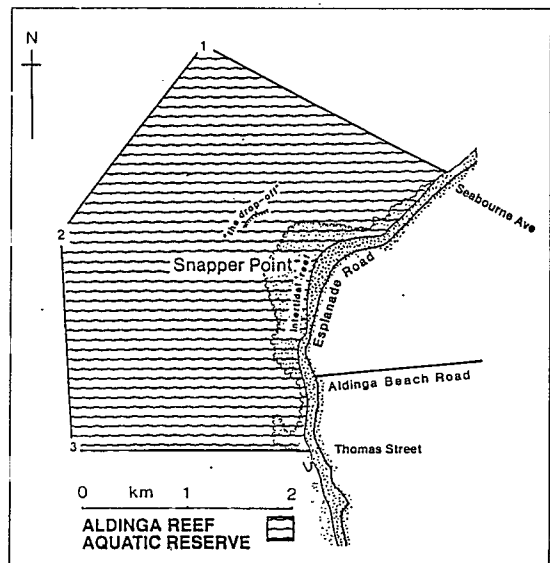 N
1
Seabourne Ave
"the drop-off"
2
Snapper Point
intertidal reef
Esplanade Road
Aldinga Beach Road
3
Thomas Street
0 km 1 2
ALDINGA REEF
AQUATIC RESERVE